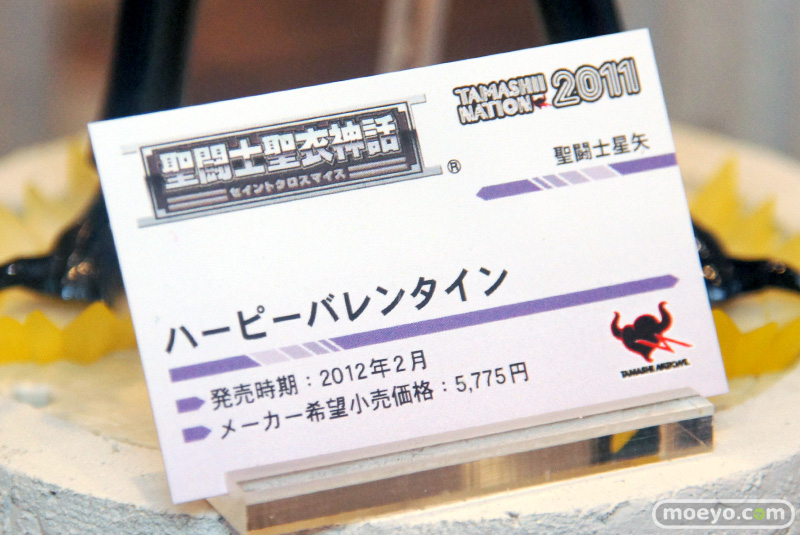 TAMASHII NATION 2011
聖闘士聖衣神話
セイントクロスマイス
®
聖闘士星矢
ハーピーバレンタイン
発売時期：2012年2月
メーカー希望小売価格：5,775円
TAMASHII NATIONS
moeyo.com